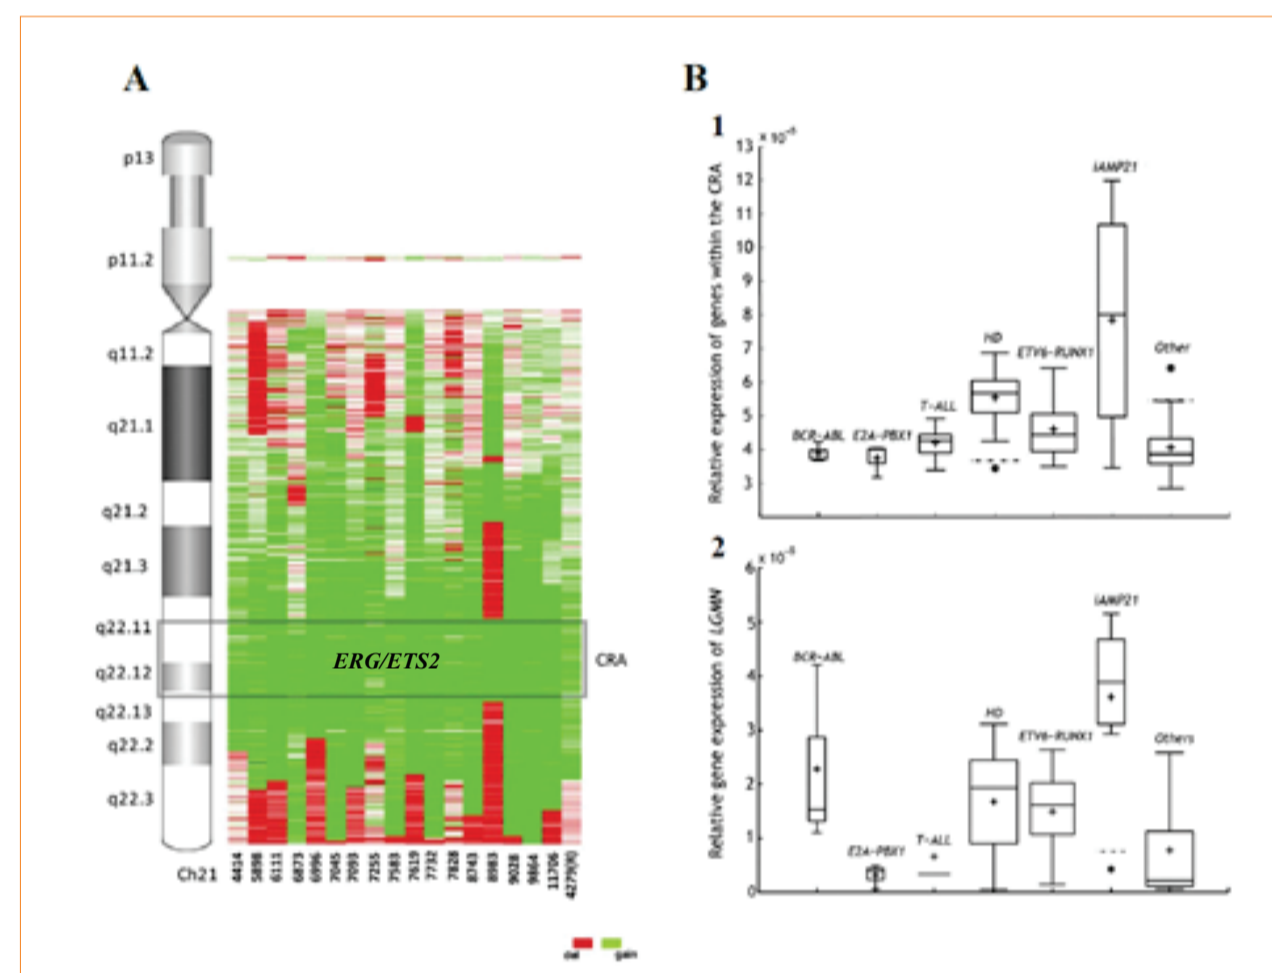 A
p13
p11.2
q11.2
q21.1
q21.2
q21.3
q22.11
q22.12
q22.13
q22.2
q22.3
Ch21
ERG/ETS2
CRA
4414
5898
6111
6873
6996
7045
7093
7255
7583
7619
7732
7828
8743
8983
9028
9864
11706
4279(R)
del
gain
B
1
× 10⁻⁵
Relative expression of genes within the CRA
13
12
11
10
9
8
7
6
5
4
3
BCR-ABL
E2A-PBX1
T-ALL
HD
ETV6-RUNX1
iAMP21
Other
2
× 10⁻⁵
Relative gene expression of LGMN
6
5
4
3
2
1
0
BCR-ABL
E2A-PBX1
T-ALL
HD
ETV6-RUNX1
iAMP21
Others